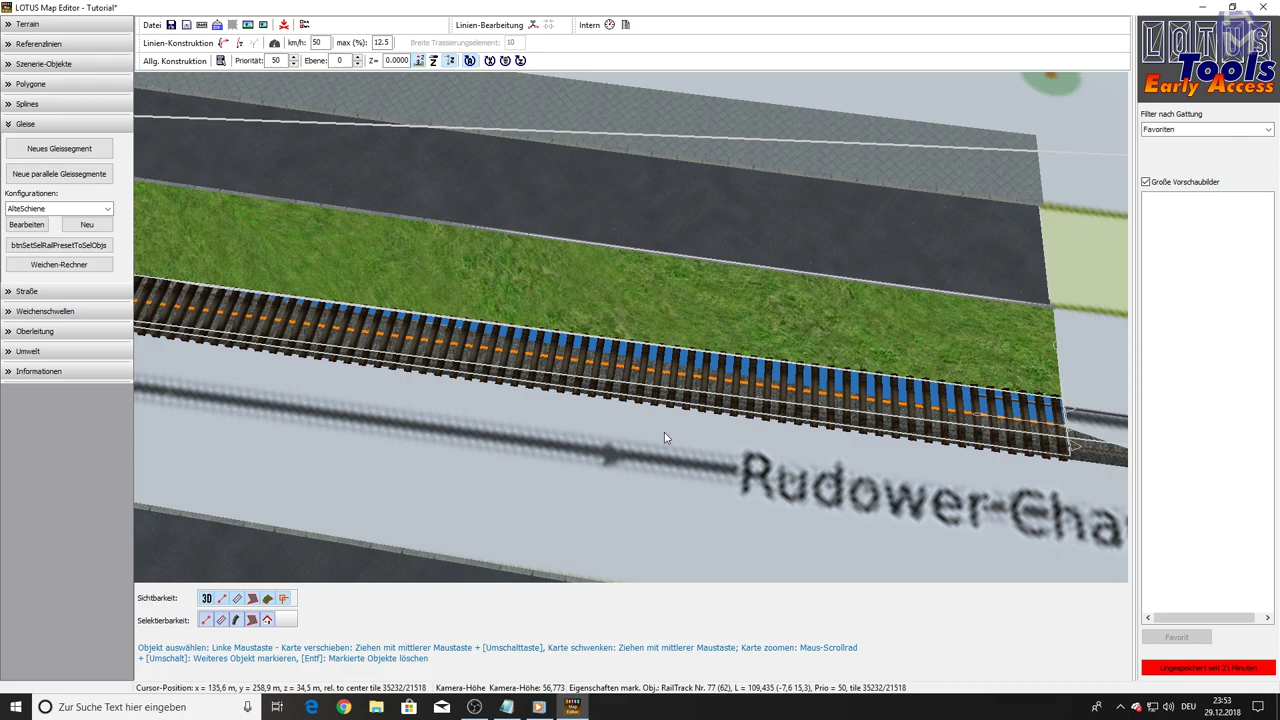 LOTUS Map Editor - Tutorial*
Terrain
Referenzlinien
Szenerie-Objekte
Polygone
Splines
Gleise
Neues Gleissegment
Neue parallele Gleissegmente
Konfigurationen:
AlteSchiene
Bearbeiten Neu
btnSetSelRailPresetToSelObjs
Weichen-Rechner
Straße
Weichenschwellen
Oberleitung
Umwelt
Informationen
Datei Linien-Bearbeitung Intern
Linien-Konstruktion km/h: 50 max (%): 12.5 Breite Trassierungselement: 10
Allg. Konstruktion Priorität: 50 Ebene: 0 Z= 0.0000
Rudower-Cha
LOTUS
Tools
Early Access
Filter nach Gattung
Favoriten
Große Vorschaubilder
Favorit
Ungespeichert seit 21 Minuten
Sichtbarkeit: 3D
Selektierbarkeit:
Objekt auswählen: Linke Maustaste - Karte verschieben: Ziehen mit mittlerer Maustaste + [Umschalttaste], Karte schwenken: Ziehen mit mittlerer Maustaste; Karte zoomen: Maus-Scrollrad
+ [Umschalt]: Weiteres Objekt markieren, [Entf]: Markierte Objekte löschen
Cursor-Position: x = 135,6 m, y = 258,9 m, z = 34,5 m, rel. to center tile 35232/21518 Kamera-Höhe Kamera-Höhe: 56,773 Eigenschaften mark. Obj.: RailTrack Nr. 77 (62), L = 109,435 (-7,6 15,3), Prio = 50, tile 35232/21518
Zur Suche Text hier eingeben
DEU
23:53
29.12.2018